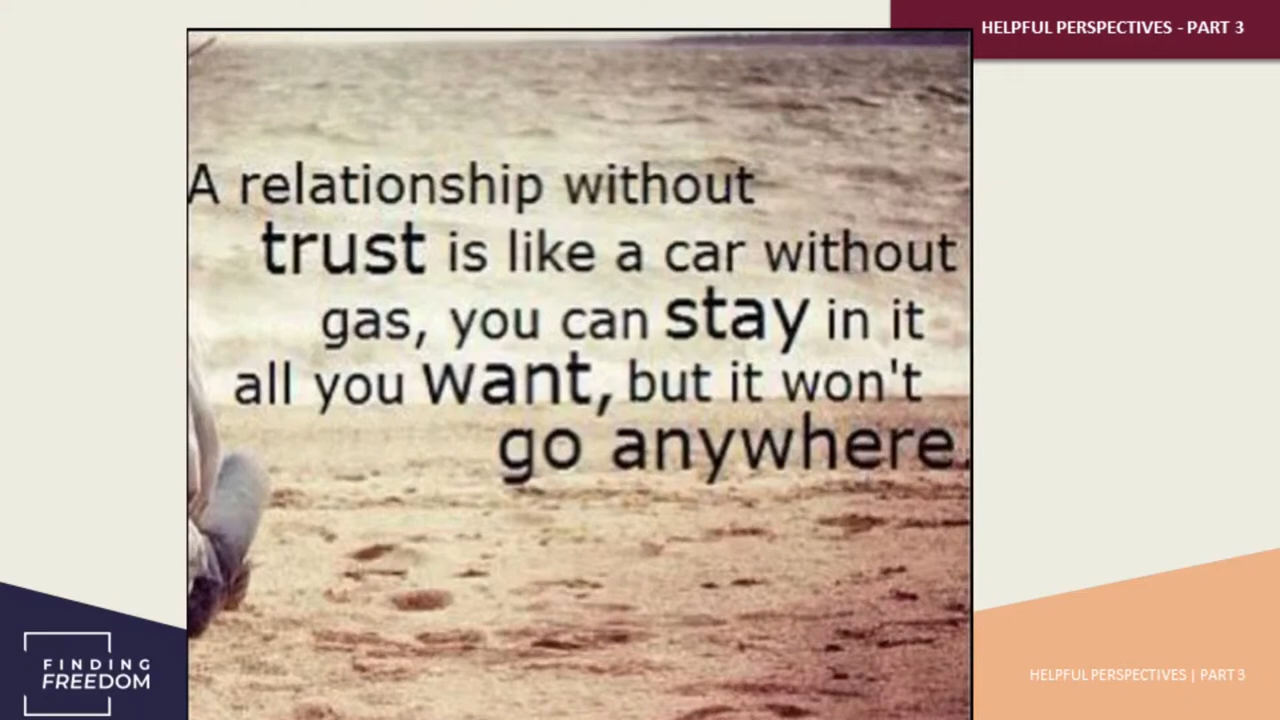 HELPFUL PERSPECTIVES - PART 3
A relationship without
trust is like a car without
gas, you can stay in it
all you want, but it won't
go anywhere.
FINDING
FREEDOM
HELPFUL PERSPECTIVES | PART 3